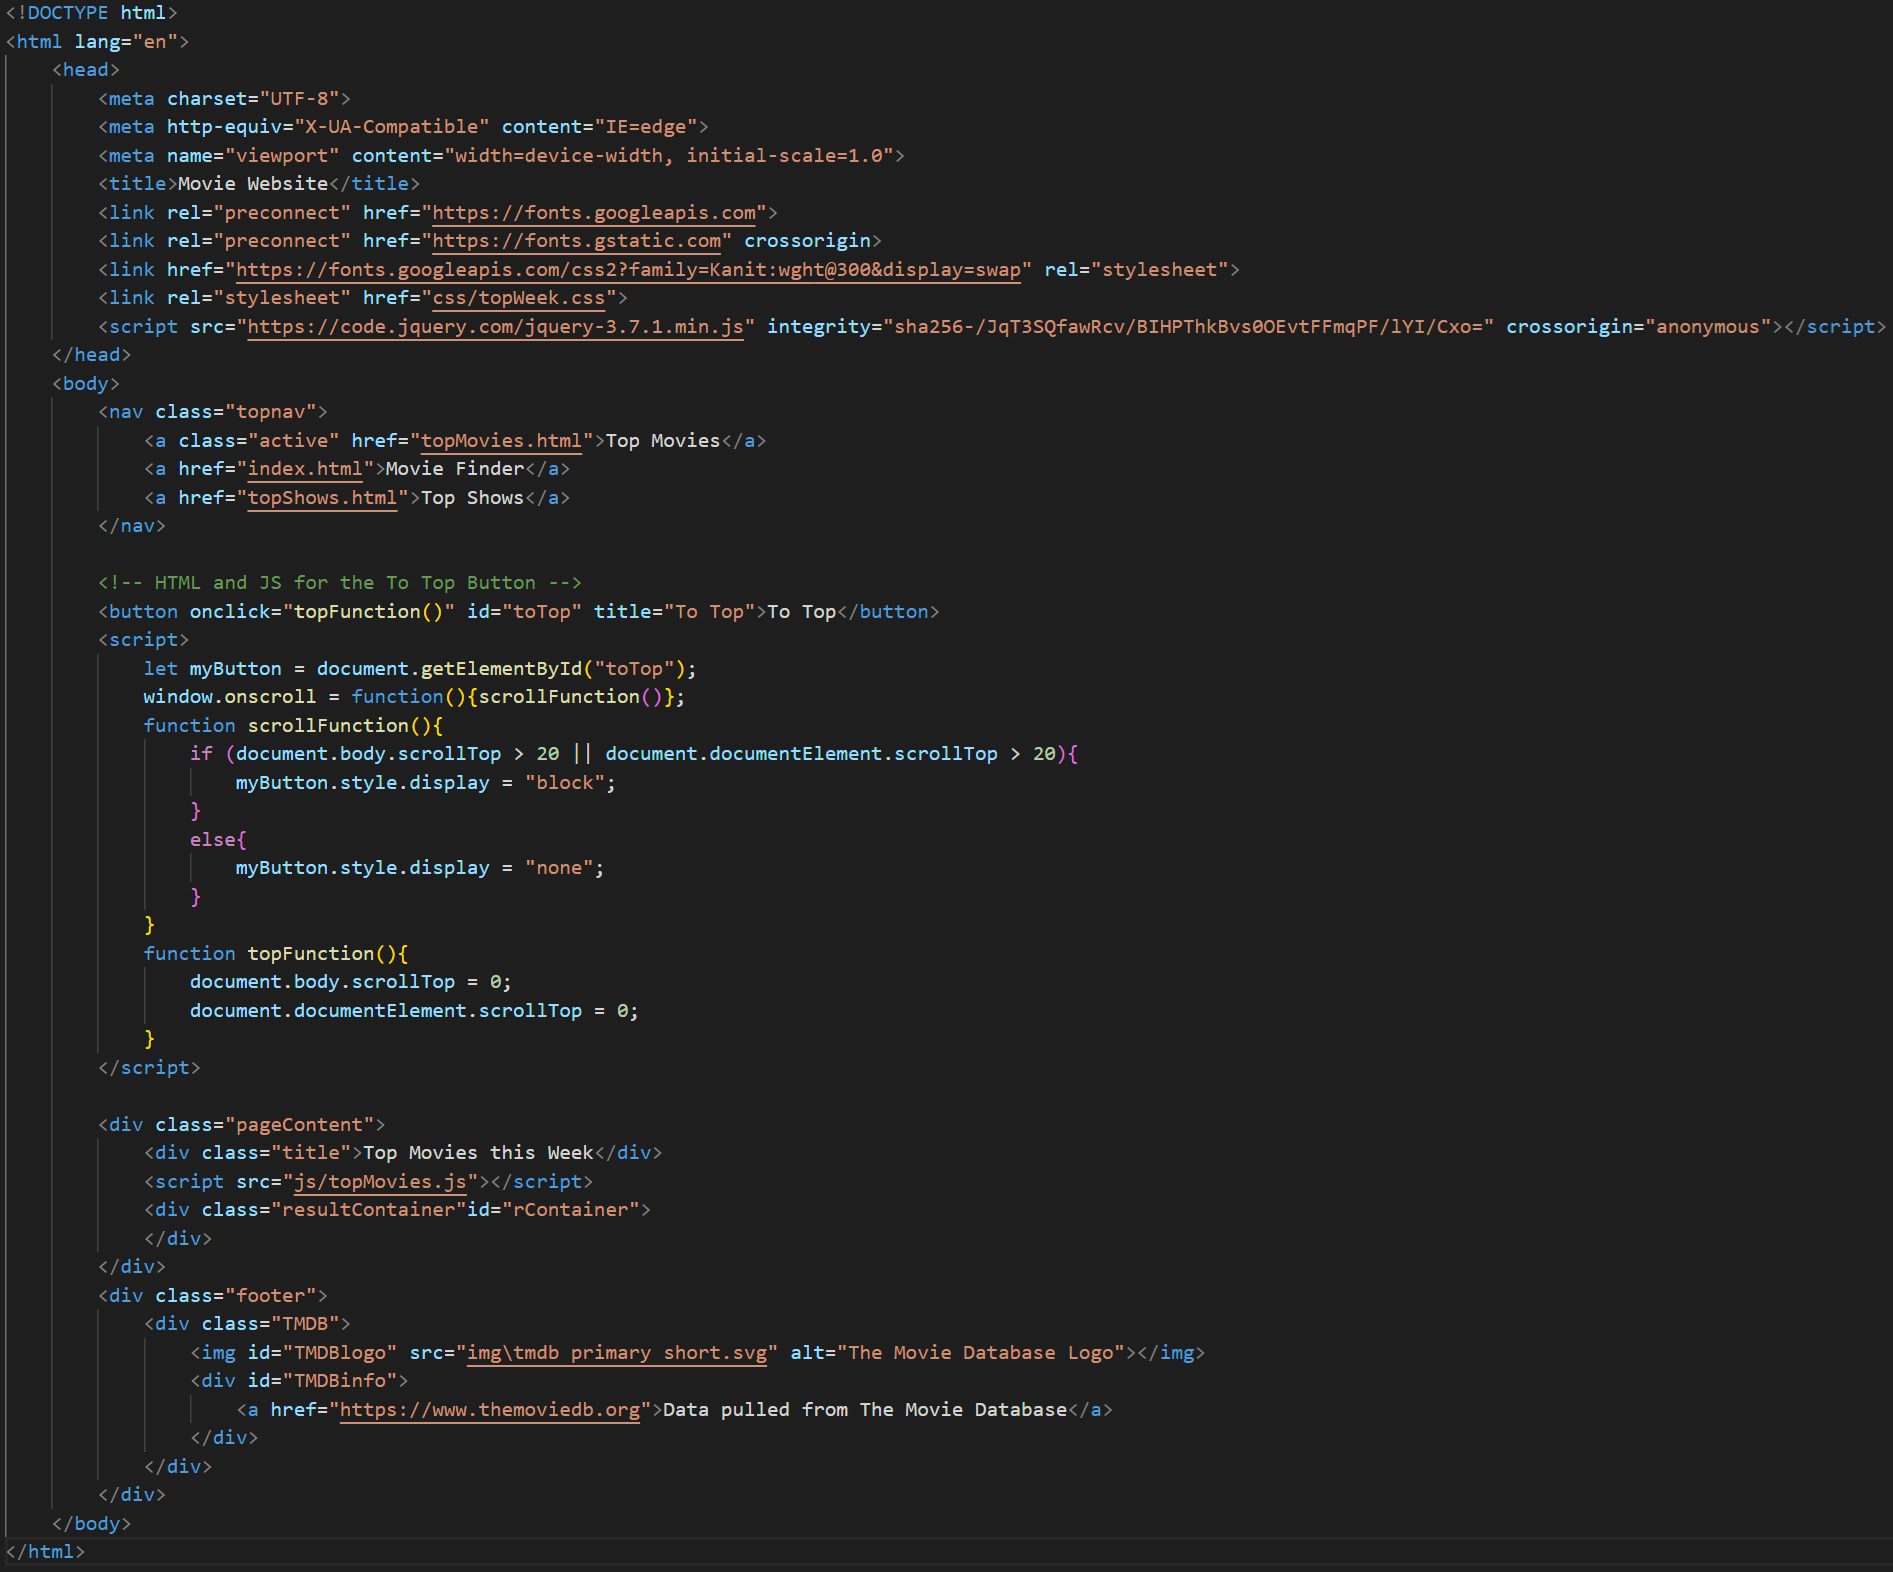 <!DOCTYPE html>
<html lang="en">
    <head>
        <meta charset="UTF-8">
        <meta http-equiv="X-UA-Compatible" content="IE=edge">
        <meta name="viewport" content="width=device-width, initial-scale=1.0">
        <title>Movie Website</title>
        <link rel="preconnect" href="https://fonts.googleapis.com">
        <link rel="preconnect" href="https://fonts.gstatic.com" crossorigin>
        <link href="https://fonts.googleapis.com/css2?family=Kanit:wght@300&display=swap" rel="stylesheet">
        <link rel="stylesheet" href="css/topWeek.css">
        <script src="https://code.jquery.com/jquery-3.7.1.min.js" integrity="sha256-/JqT3SQfawRcv/BIHPThkBvs0OEvtFFmqPF/lYI/Cxo=" crossorigin="anonymous"></script>
    </head>
    <body>
        <nav class="topnav">
            <a class="active" href="topMovies.html">Top Movies</a>
            <a href="index.html">Movie Finder</a>
            <a href="topShows.html">Top Shows</a>
        </nav>

        <!-- HTML and JS for the To Top Button -->
        <button onclick="topFunction()" id="toTop" title="To Top">To Top</button>
        <script>
            let myButton = document.getElementById("toTop");
            window.onscroll = function(){scrollFunction()};
            function scrollFunction(){
                if (document.body.scrollTop > 20 || document.documentElement.scrollTop > 20){
                    myButton.style.display = "block";
                }
                else{
                    myButton.style.display = "none";
                }
            }
            function topFunction(){
                document.body.scrollTop = 0;
                document.documentElement.scrollTop = 0;
            }
        </script>

        <div class="pageContent">
            <div class="title">Top Movies this Week</div>
            <script src="js/topMovies.js"></script>
            <div class="resultContainer"id="rContainer">
            </div>
        </div>
        <div class="footer">
            <div class="TMDB">
                <img id="TMDBlogo" src="img\tmdb_primary_short.svg" alt="The Movie Database Logo"></img>
                <div id="TMDBinfo">
                    <a href="https://www.themoviedb.org">Data pulled from The Movie Database</a>
                </div>
            </div>
        </div>
    </body>
</html>